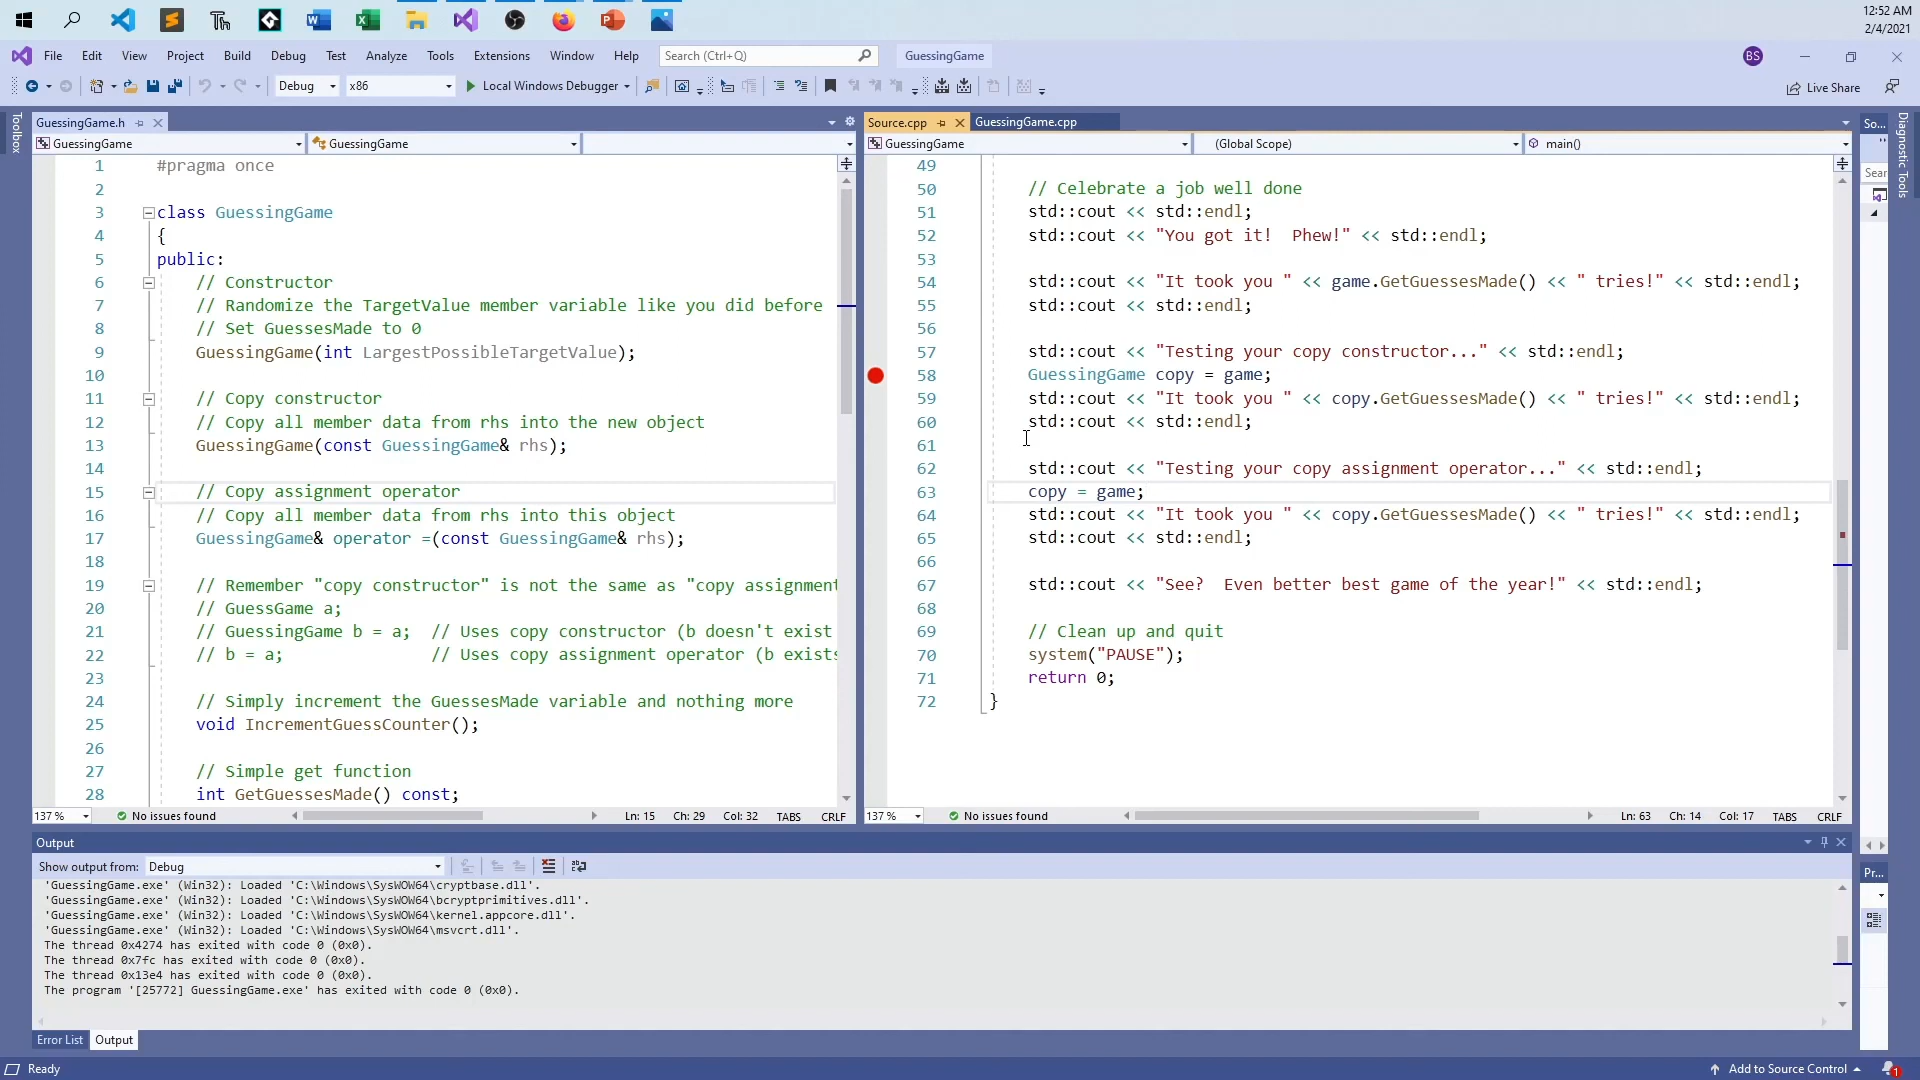 12:52 AM
2/4/2021
File Edit View Project Build Debug Test Analyze Tools Extensions Window Help Search (Ctrl+Q) GuessingGame BS
Debug x86 Local Windows Debugger Live Share
Toolbox
GuessingGame.h
GuessingGame GuessingGame
1 #pragma once
2
3 class GuessingGame
4 {
5 public:
6 // Constructor
7 // Randomize the TargetValue member variable like you did before
8 // Set GuessesMade to 0
9 GuessingGame(int LargestPossibleTargetValue);
10
11 // Copy constructor
12 // Copy all member data from rhs into the new object
13 GuessingGame(const GuessingGame& rhs);
14
15 // Copy assignment operator
16 // Copy all member data from rhs into this object
17 GuessingGame& operator =(const GuessingGame& rhs);
18
19 // Remember "copy constructor" is not the same as "copy assignment
20 // GuessGame a;
21 // GuessingGame b = a; // Uses copy constructor (b doesn't exist
22 // b = a; // Uses copy assignment operator (b exists
23
24 // Simply increment the GuessesMade variable and nothing more
25 void IncrementGuessCounter();
26
27 // Simple get function
28 int GetGuessesMade() const;
137 % No issues found Ln: 15 Ch: 29 Col: 32 TABS CRLF
Source.cpp GuessingGame.cpp
GuessingGame (Global Scope) main()
49
50 // Celebrate a job well done
51 std::cout << std::endl;
52 std::cout << "You got it!  Phew!" << std::endl;
53
54 std::cout << "It took you " << game.GetGuessesMade() << " tries!" << std::endl;
55 std::cout << std::endl;
56
57 std::cout << "Testing your copy constructor..." << std::endl;
58 GuessingGame copy = game;
59 std::cout << "It took you " << copy.GetGuessesMade() << " tries!" << std::endl;
60 std::cout << std::endl;
61
62 std::cout << "Testing your copy assignment operator..." << std::endl;
63 copy = game;
64 std::cout << "It took you " << copy.GetGuessesMade() << " tries!" << std::endl;
65 std::cout << std::endl;
66
67 std::cout << "See?  Even better best game of the year!" << std::endl;
68
69 // Clean up and quit
70 system("PAUSE");
71 return 0;
72 }
137 % No issues found Ln: 63 Ch: 14 Col: 17 TABS CRLF
So...
Sear
Diagnostic Tools
Pr...
Output
Show output from: Debug
'GuessingGame.exe' (Win32): Loaded 'C:\Windows\SysWOW64\cryptbase.dll'.
'GuessingGame.exe' (Win32): Loaded 'C:\Windows\SysWOW64\bcryptprimitives.dll'.
'GuessingGame.exe' (Win32): Loaded 'C:\Windows\SysWOW64\kernel.appcore.dll'.
'GuessingGame.exe' (Win32): Loaded 'C:\Windows\SysWOW64\msvcrt.dll'.
The thread 0x4274 has exited with code 0 (0x0).
The thread 0x7fc has exited with code 0 (0x0).
The thread 0x13e4 has exited with code 0 (0x0).
The program '[25772] GuessingGame.exe' has exited with code 0 (0x0).
Error List Output
Ready Add to Source Control 1